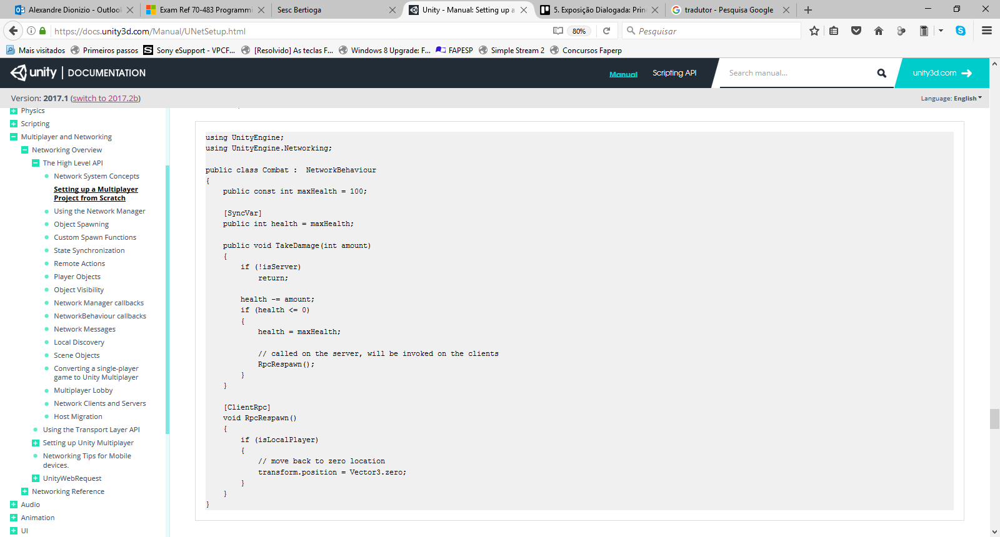 Alexandre Dionizio - Outlool
Exam Ref 70-483 Programmi
Sesc Bertioga
Unity - Manual: Setting up a
5. Exposição Dialogada: Prin
tradutor - Pesquisa Google
https://docs.unity3d.com/Manual/UNetSetup.html
80%
Pesquisar
Mais visitados
Primeiros passos
Sony eSupport - VPCF...
[Resolvido] As teclas F...
Windows 8 Upgrade: F...
FAPESP
Simple Stream 2
Concursos Faperp
unity | DOCUMENTATION
Manual
Scripting API
Search manual...
unity3d.com
Version: 2017.1 (switch to 2017.2b)
Language: English
Physics
Scripting
Multiplayer and Networking
Networking Overview
The High Level API
Network System Concepts
Setting up a Multiplayer
Project from Scratch
Using the Network Manager
Object Spawning
Custom Spawn Functions
State Synchronization
Remote Actions
Player Objects
Object Visibility
Network Manager callbacks
NetworkBehaviour callbacks
Network Messages
Local Discovery
Scene Objects
Converting a single-player
game to Unity Multiplayer
Multiplayer Lobby
Network Clients and Servers
Host Migration
Using the Transport Layer API
Setting up Unity Multiplayer
Networking Tips for Mobile
devices.
UnityWebRequest
Networking Reference
Audio
Animation
UI
using UnityEngine;
using UnityEngine.Networking;
public class Combat :  NetworkBehaviour
{
    public const int maxHealth = 100;
    [SyncVar]
    public int health = maxHealth;
    public void TakeDamage(int amount)
    {
        if (!isServer)
            return;
        health -= amount;
        if (health <= 0)
        {
            health = maxHealth;
            // called on the server, will be invoked on the clients
            RpcRespawn();
        }
    }
    [ClientRpc]
    void RpcRespawn()
    {
        if (isLocalPlayer)
        {
            // move back to zero location
            transform.position = Vector3.zero;
        }
    }
}